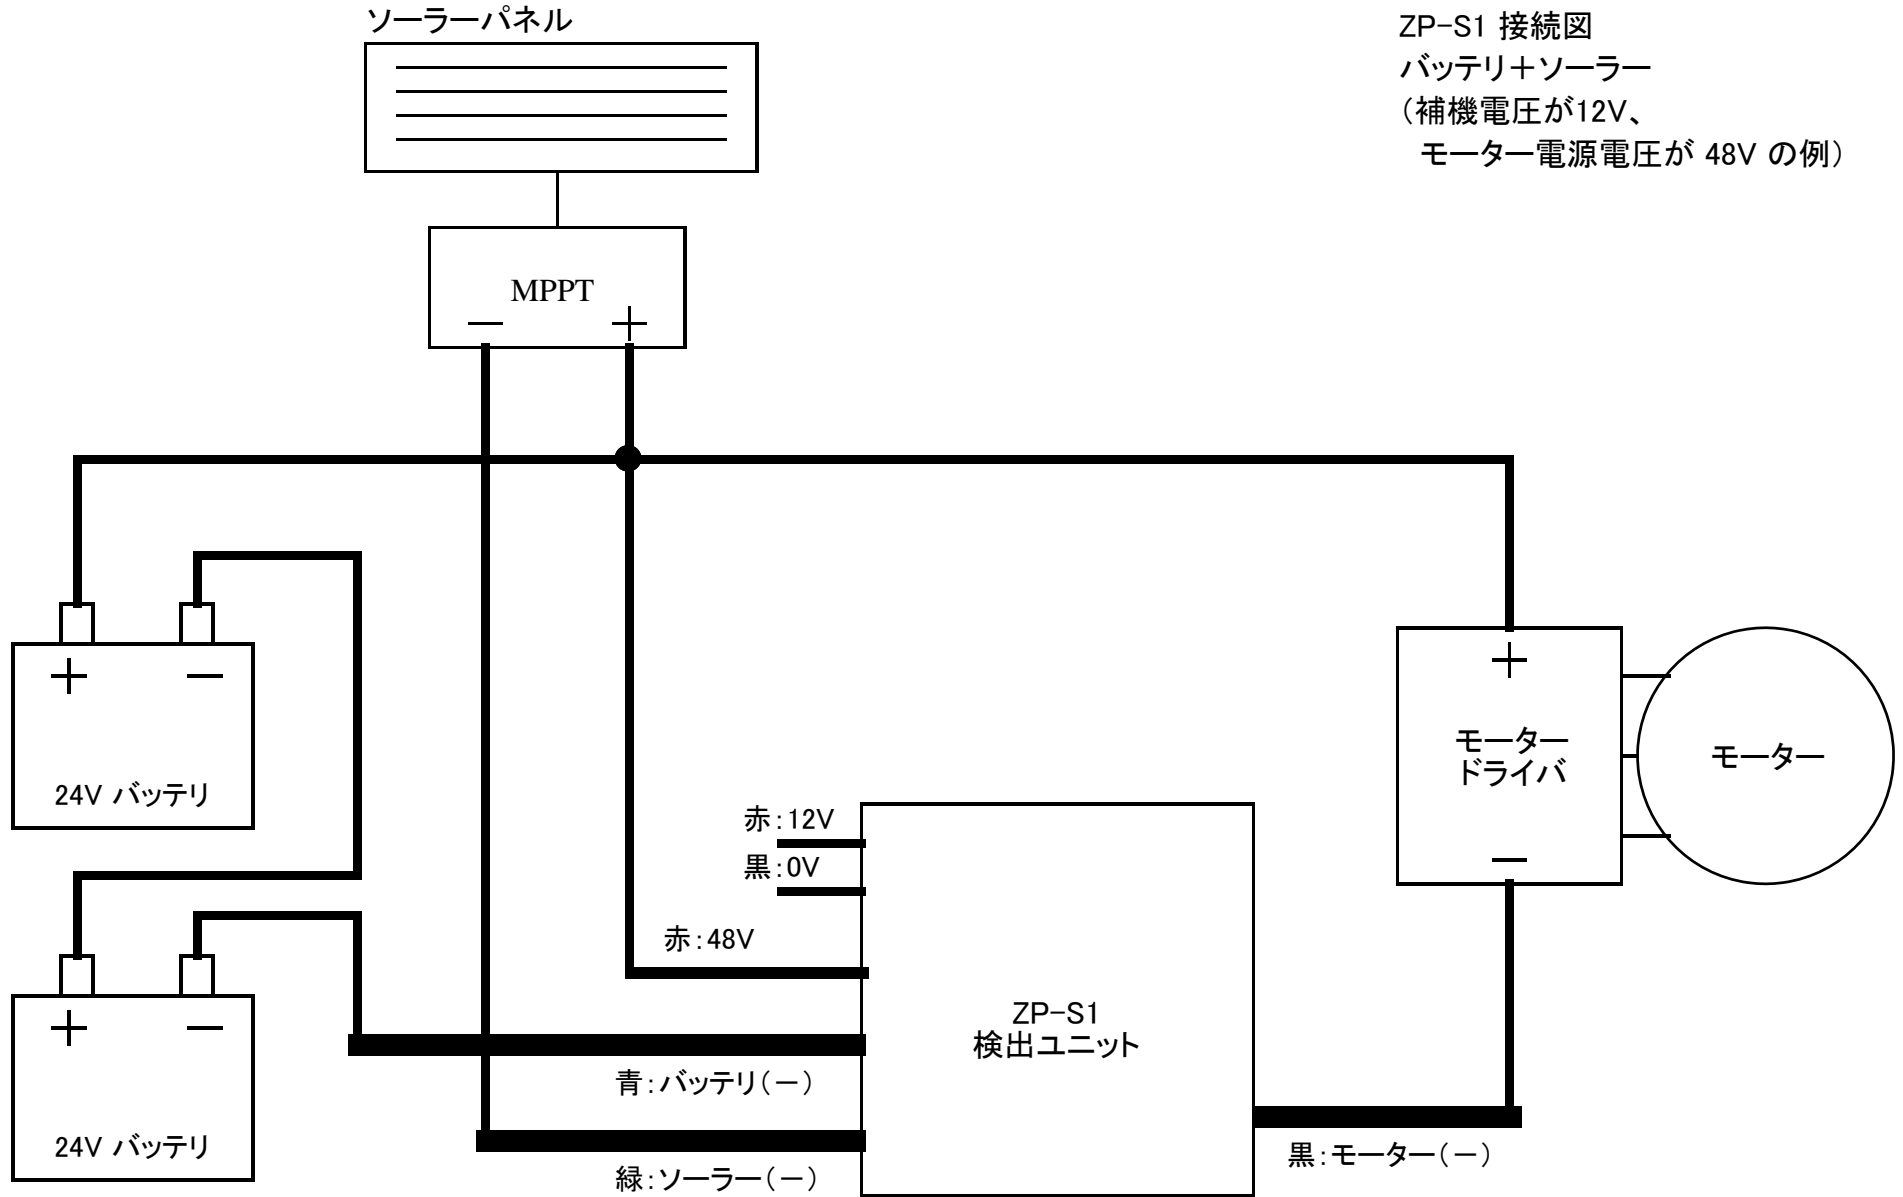 ソーラーパネル
ZP-S1 接続図
バッテリ＋ソーラー
（補機電圧が12V、
モーター電源電圧が 48V の例）
MPPT
－ ＋
＋ －
24V バッテリ
＋
モーター
ドライバ
－
モーター
赤：12V
黒：0V
赤：48V
＋ －
24V バッテリ
ZP-S1
検出ユニット
青：バッテリ（－）
黒：モーター（－）
緑：ソーラー（－）